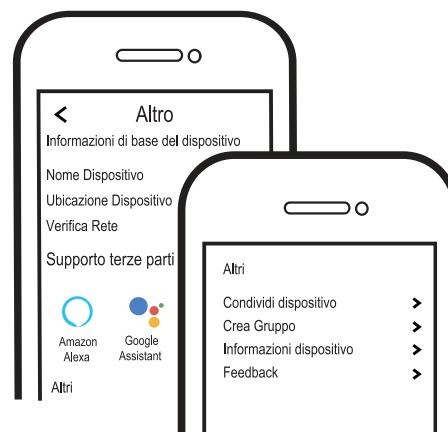 Altro
Informazioni di base del dispositivo
Nome Dispositivo
Ubicazione Dispositivo
Verifica Rete
Supporto terze parti
Amazon
Alexa
Google
Assistant
Altri
Altri
Condividi dispositivo
Crea Gruppo
Informazioni dispositivo
Feedback